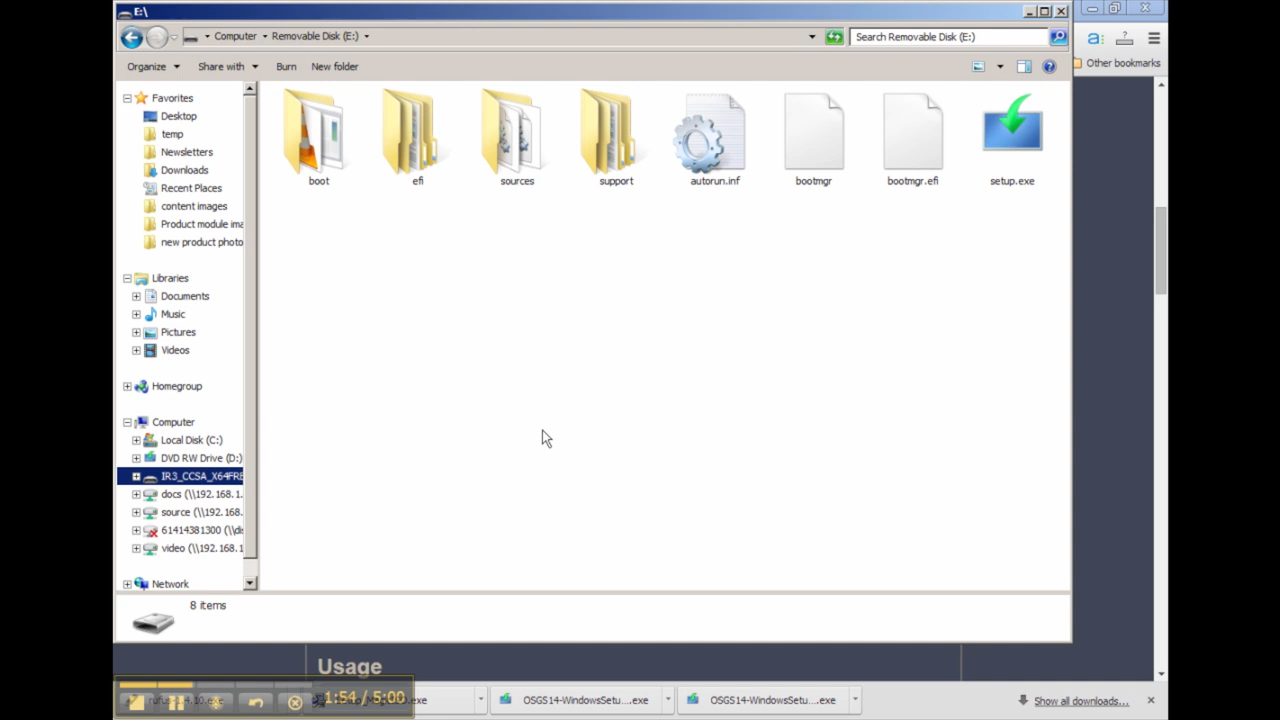 E:\
Computer Removable Disk (E:)
Search Removable Disk (E:)
a:
Organize Share with Burn New folder
Other bookmarks
Favorites
Desktop
temp
Newsletters
Downloads
Recent Places
content images
Product module ima
new product photo
Libraries
Documents
Music
Pictures
Videos
Homegroup
Computer
Local Disk (C:)
DVD RW Drive (D:)
IR3_CCSA_X64FRE
docs (\\192.168.1.
source (\\192.168.
61414381300 (\\dis
video (\\192.168.1
Network
boot
efi
sources
support
autorun.inf
bootmgr
bootmgr.efi
setup.exe
8 items
Usage
1:54 / 5:00
OSGS14-WindowsSetu....exe
OSGS14-WindowsSetu....exe
Show all downloads...